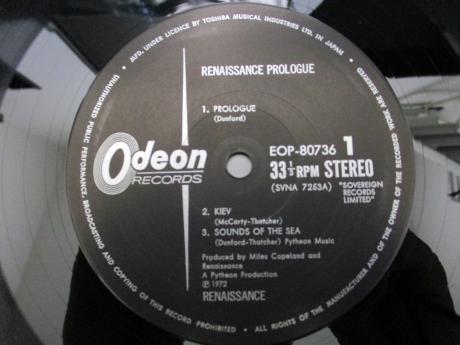 • MFD. UNDER LICENCE BY TOSHIBA MUSICAL INDUSTRIES LTD. IN JAPAN •
UNAUTHORIZED PUBLIC PERFORMANCE, BROADCASTING AND COPYING OF THIS RECORD PROHIBITED • ALL RIGHTS OF THE MANUFACTURER AND OF THE OWNER OF THE RECORDED WORK ARE RESERVED
RENAISSANCE PROLOGUE
1. PROLOGUE
(Dunford)
Odeon
RECORDS
EOP-80736 1
33 1/3 RPM STEREO
(SVNA 7253A)
"SOVEREIGN
RECORDS
LIMITED"
2. KIEV
(McCarty-Thatcher)
3. SOUNDS OF THE SEA
(Dunford-Thatcher) Pytheon Music
Produced by Miles Copeland and
Renaissance
A Pytheon Production
Ⓟ 1972
RENAISSANCE